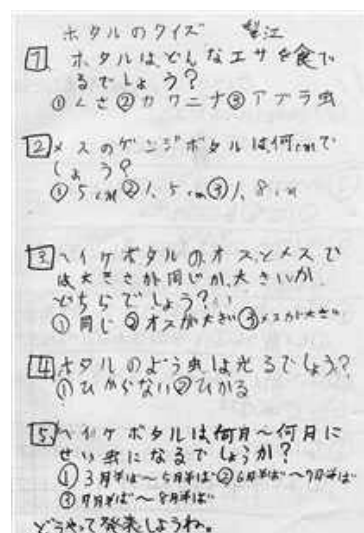 ホタルのクイズ 堅江
1 ホタルは、どんなエサを食べ
るでしょう?
①くさ②カワニナ③アブラ虫
2 メスのゲンジボタルは何cmで
しょう?
①5cm②1.5cm③1.8cm
3 ヘイケボタルのオスとメスで
は大きさが同じか、大きいか
どちらでしょう?
①同じ②オスが大きい③メスが大きい
4 ホタルのよう虫は光るでしょう?
①ひからない②ひかる
5 ヘイケボタルは何月~何月に
せい虫になるでしょうか?
①3月半ば~5月半ば②6月半ば~7月半ば
③7月半ば~8月半ば
どうやって発表しようね。